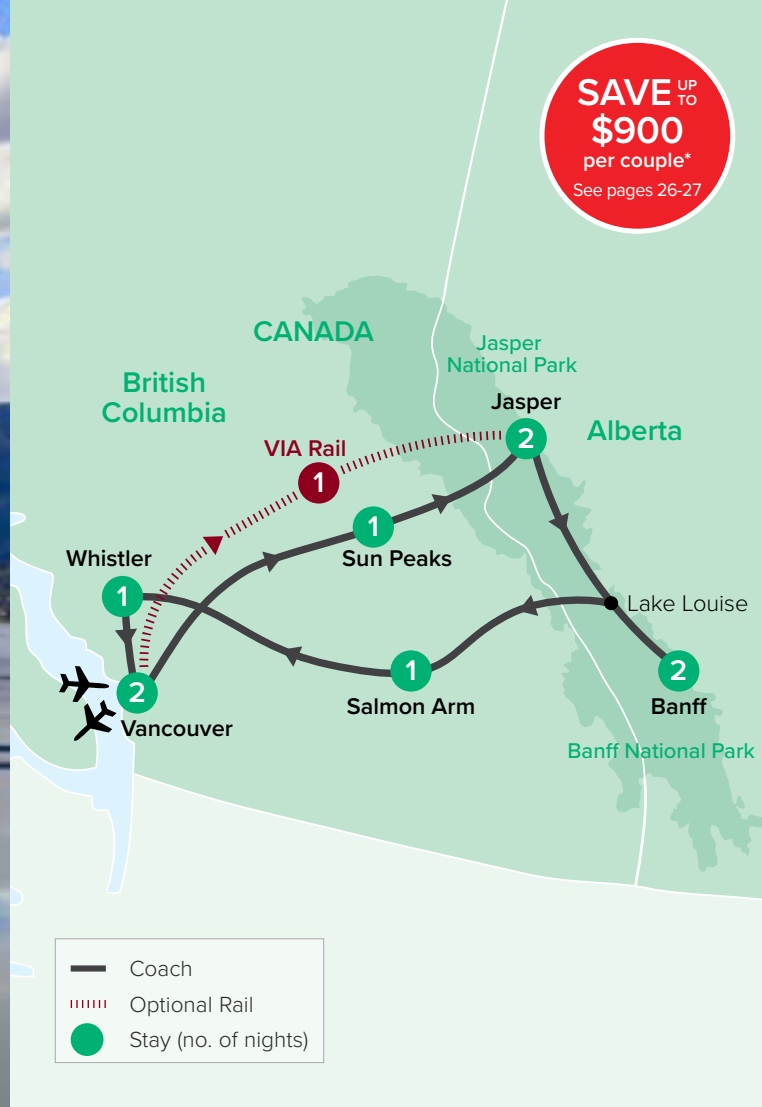 SAVE UP TO
$900
per couple*
See pages 26-27
CANADA
Jasper
National Park
British
Columbia
Jasper
2
Alberta
VIA Rail
1
1
Sun Peaks
Whistler
1
Lake Louise
2
Vancouver
1
Salmon Arm
2
Banff
Banff National Park
Coach
Optional Rail
Stay (no. of nights)